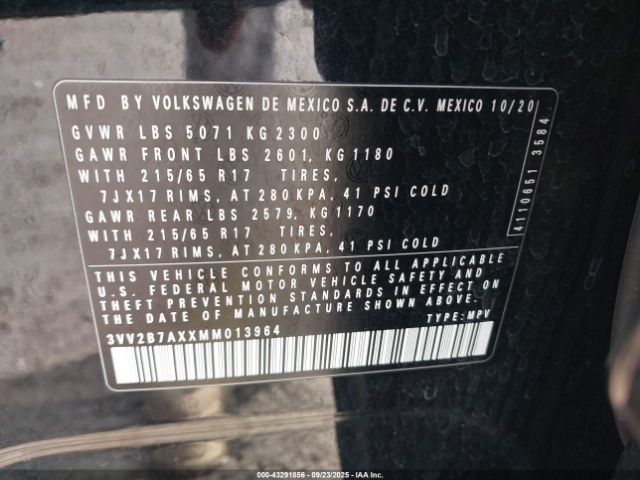 MFD BY VOLKSWAGEN DE MEXICO S.A. DE C.V. MEXICO 10/20
GVWR LBS 5071 KG 2300
GAWR FRONT LBS 2601, KG 1180
WITH 215/65 R17 TIRES,
7JX17 RIMS, AT 280 KPA, 41 PSI COLD
GAWR REAR LBS 2579, KG 1170
WITH 215/65 R17 TIRES,
7JX17 RIMS, AT 280 KPA, 41 PSI COLD
4110651 3584
THIS VEHICLE CONFORMS TO ALL APPLICABLE
U.S. FEDERAL MOTOR VEHICLE SAFETY AND
THEFT PREVENTION STANDARDS IN EFFECT ON
THE DATE OF MANUFACTURE SHOWN ABOVE.
3VV2B7AXXMM013964 TYPE: MPV
000-43291856 - 09/23/2025 - IAA Inc.